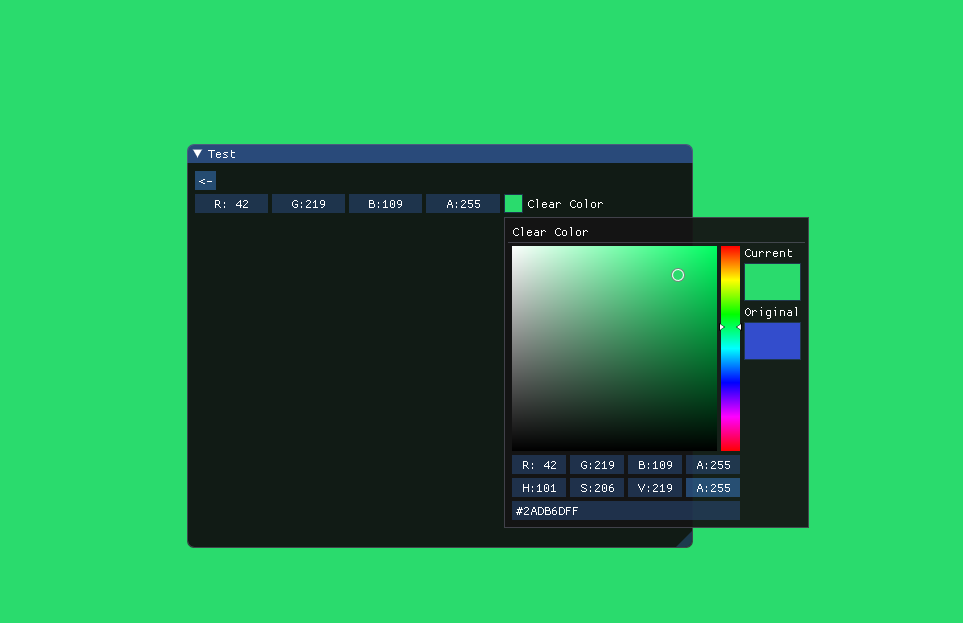 Test
<-
R: 42 G:219 B:109 A:255 Clear Color
Clear Color
Current
Original
R: 42 G:219 B:109 A:255
H:101 S:206 V:219 A:255
#2ADB6DFF